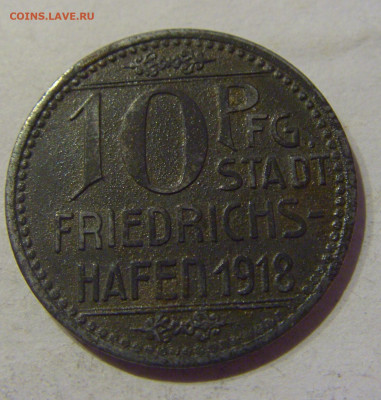 COINS.LAVE.RU
10 PFG.
STADT
FRIEDRICHS-
HAFEN 1918